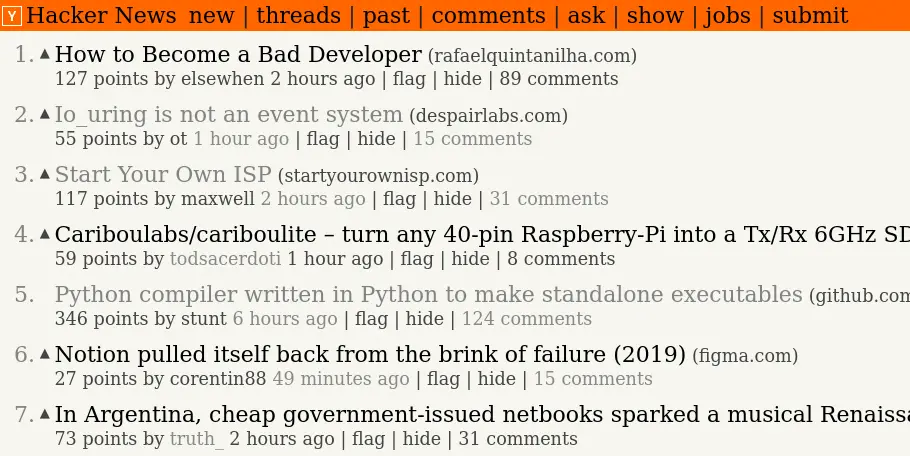 Y Hacker News new | threads | past | comments | ask | show | jobs | submit
1. ▲ How to Become a Bad Developer (rafaelquintanilha.com)
127 points by elsewhen 2 hours ago | flag | hide | 89 comments
2. ▲ Io_uring is not an event system (despairlabs.com)
55 points by ot 1 hour ago | flag | hide | 15 comments
3. ▲ Start Your Own ISP (startyourownisp.com)
117 points by maxwell 2 hours ago | flag | hide | 31 comments
4. ▲ Cariboulabs/cariboulite – turn any 40-pin Raspberry-Pi into a Tx/Rx 6GHz
59 points by todsacerdoti 1 hour ago | flag | hide | 8 comments
5. Python compiler written in Python to make standalone executables (github.com
346 points by stunt 6 hours ago | flag | hide | 124 comments
6. ▲ Notion pulled itself back from the brink of failure (2019) (figma.com)
27 points by corentin88 49 minutes ago | flag | hide | 15 comments
7. ▲ In Argentina, cheap government-issued netbooks sparked a musical
73 points by truth_ 2 hours ago | flag | hide | 31 comments